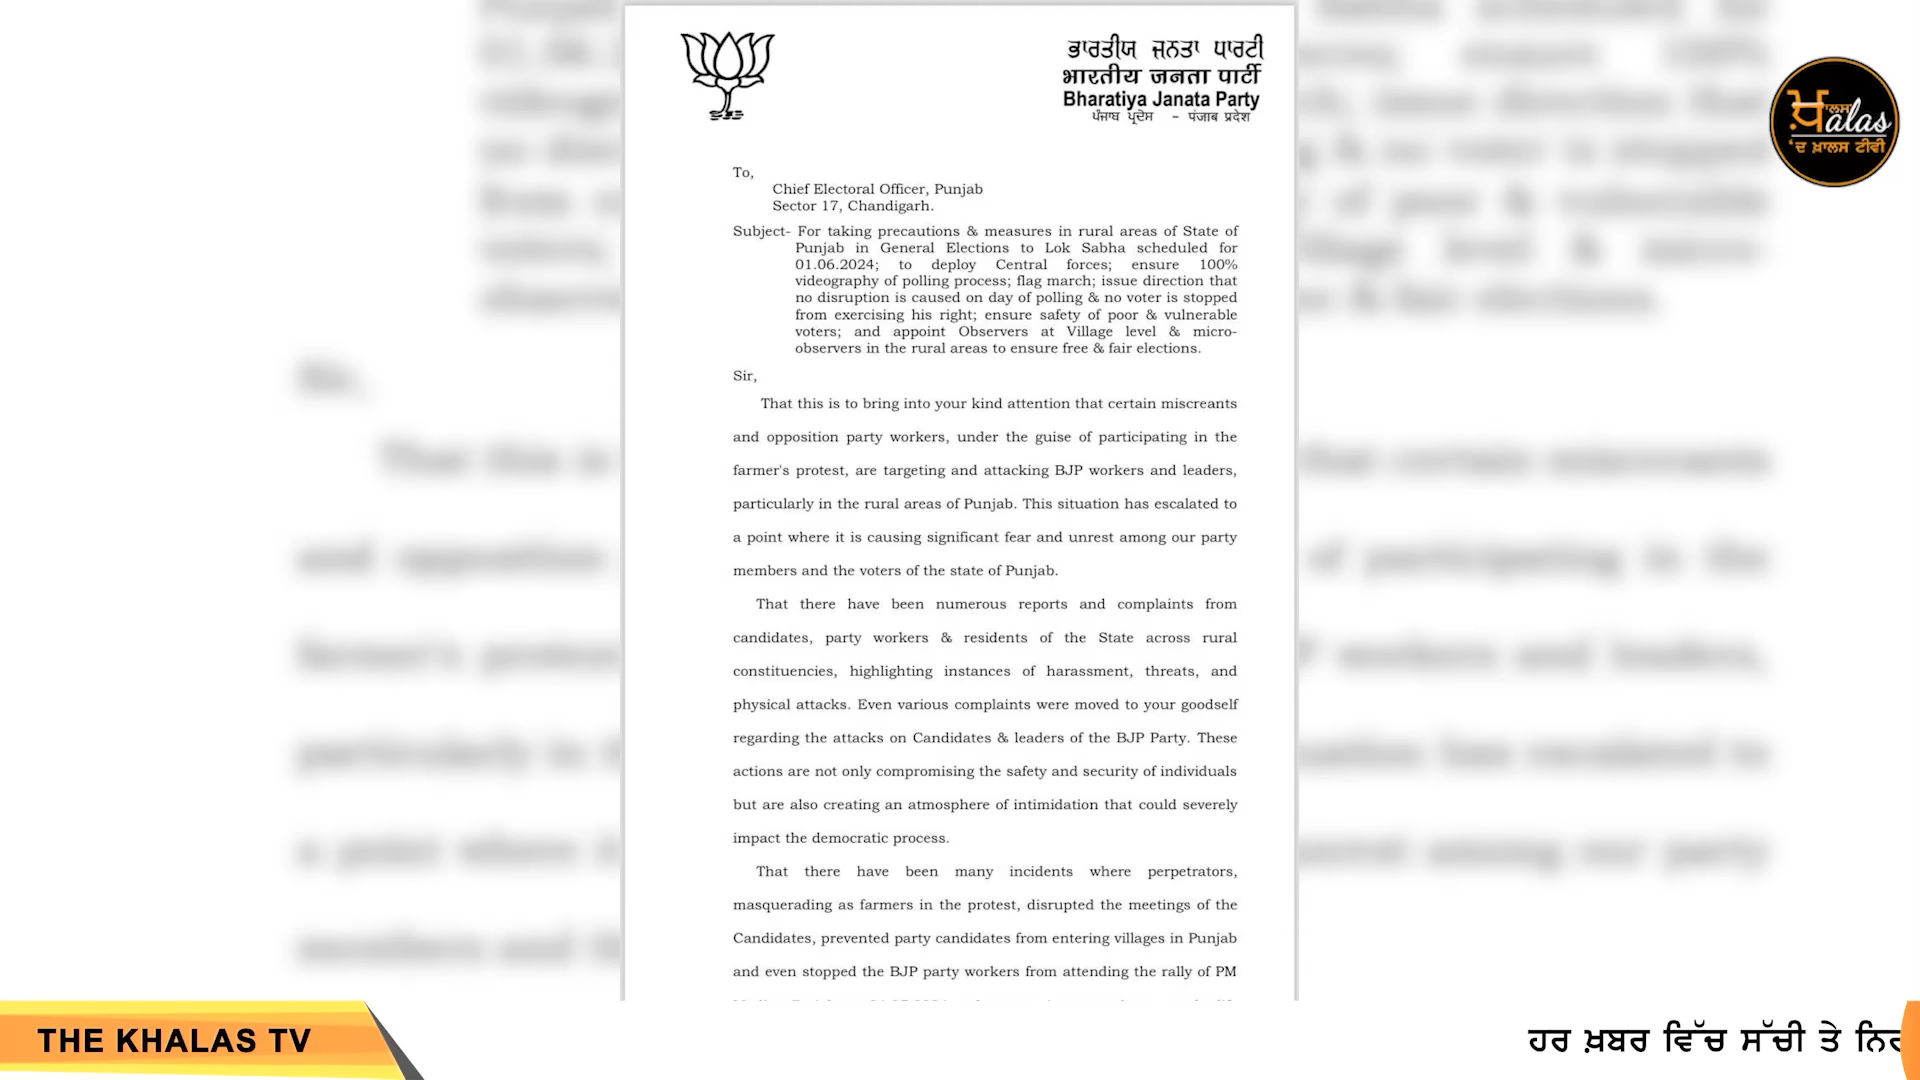 ਭਾਰਤੀਯ ਜਨਤਾ ਪਾਰਟੀ
भारतीय जनता पार्टी
Bharatiya Janata Party
ਪੰਜਾਬ ਪ੍ਰਦੇਸ - पंजाब प्रदेश
ਖ਼ਾਲਸ
alas
'ਦ ਖ਼ਾਲਸ ਟੀਵੀ
To,
Chief Electoral Officer, Punjab
Sector 17, Chandigarh.
Subject- For taking precautions & measures in rural areas of State of
Punjab in General Elections to Lok Sabha scheduled for
01.06.2024; to deploy Central forces; ensure 100%
videography of polling process; flag march; issue direction that
no disruption is caused on day of polling & no voter is stopped
from exercising his right; ensure safety of poor & vulnerable
voters; and appoint Observers at Village level & micro-
observers in the rural areas to ensure free & fair elections.
Sir,
That this is to bring into your kind attention that certain miscreants
and opposition party workers, under the guise of participating in the
farmer's protest, are targeting and attacking BJP workers and leaders,
particularly in the rural areas of Punjab. This situation has escalated to
a point where it is causing significant fear and unrest among our party
members and the voters of the state of Punjab.
That there have been numerous reports and complaints from
candidates, party workers & residents of the State across rural
constituencies, highlighting instances of harassment, threats, and
physical attacks. Even various complaints were moved to your goodself
regarding the attacks on Candidates & leaders of the BJP Party. These
actions are not only compromising the safety and security of individuals
but are also creating an atmosphere of intimidation that could severely
impact the democratic process.
That there have been many incidents where perpetrators,
masquerading as farmers in the protest, disrupted the meetings of the
Candidates, prevented party candidates from entering villages in Punjab
and even stopped the BJP party workers from attending the rally of PM
THE KHALAS TV
ਹਰ ਖ਼ਬਰ ਵਿੱਚ ਸੱਚੀ ਤੇ